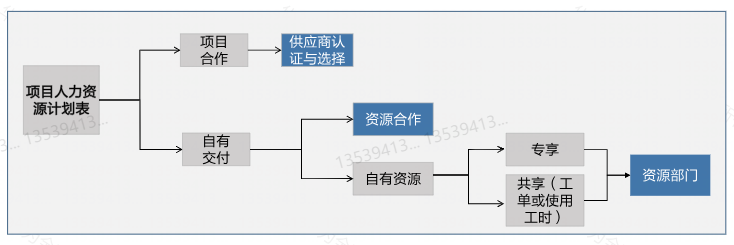 项目
合作
供应商认
证与选择
项目人力资
源计划表
自有
交付
资源合作
自有资源
专享
共享（工
单或使用
工时）
资源部门
13539413...
13539413...
13539413...